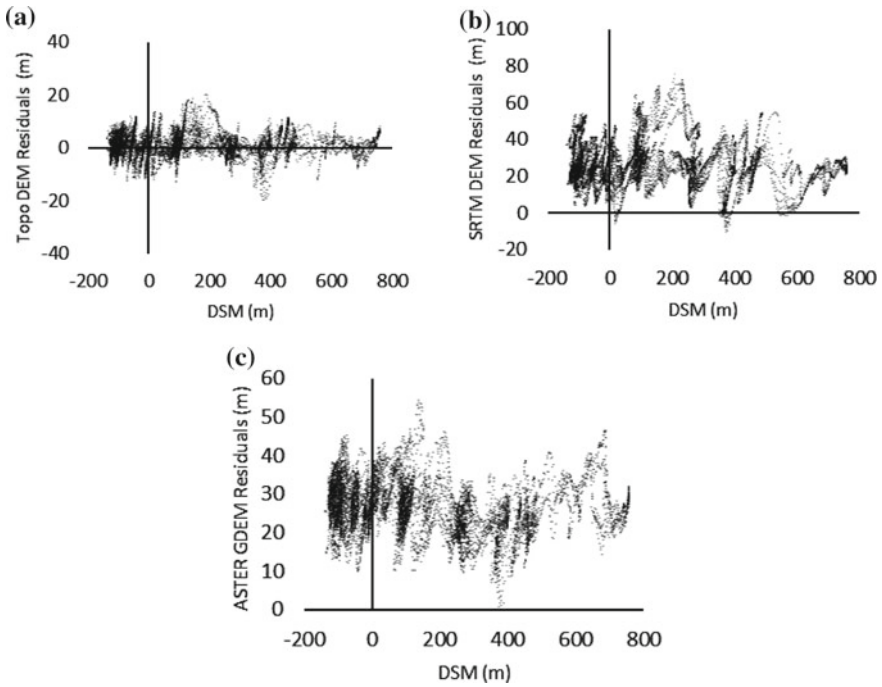 (a)
40
20
0
-20
-40
Topo DEM Residuals (m)
-200 0 200 400 600 800
DSM (m)
(b)
100
80
60
40
20
0
-20
SRTM DEM Residuals (m)
-200 0 200 400 600 800
DSM (m)
(c)
60
50
40
30
20
10
0
ASTER GDEM Residuals (m)
-200 0 200 400 600 800
DSM (m)